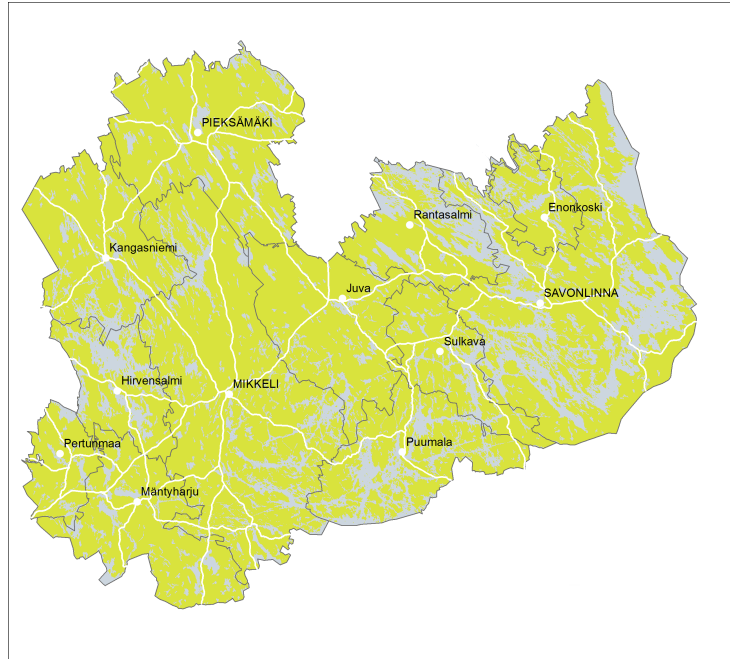 PIEKSÄMÄKI
Enonkoski
Rantasalmi
Kangasniemi
Juva
SAVONLINNA
Sulkava
Hirvensalmi
MIKKELI
Pertunmaa
Puumala
Mäntyharju